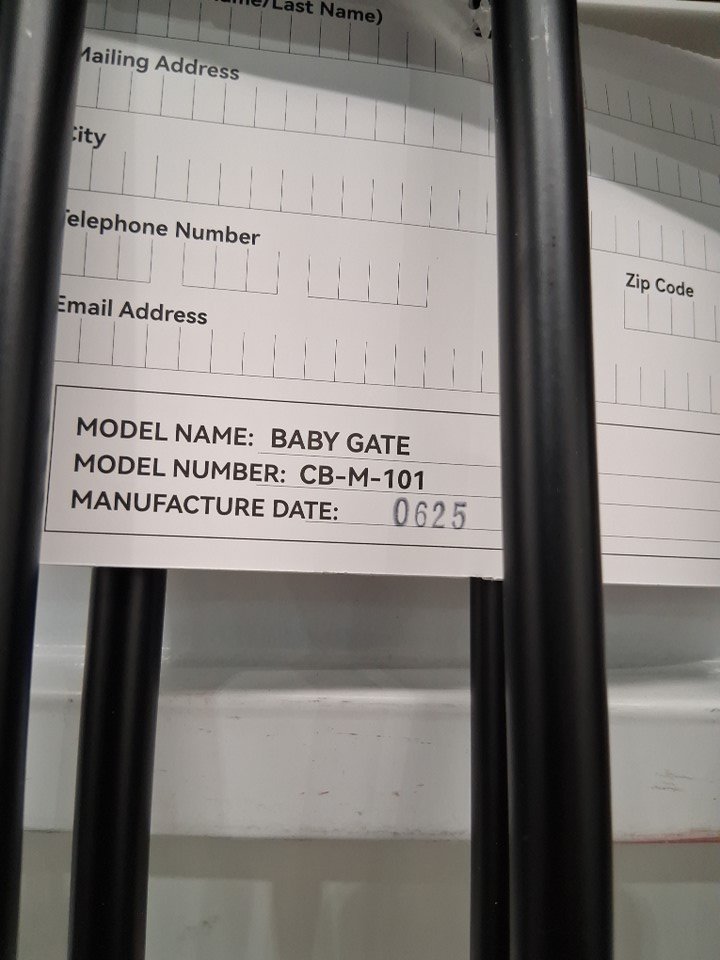 Name/Last Name)
Mailing Address
City
Telephone Number
Zip Code
Email Address
MODEL NAME: BABY GATE
MODEL NUMBER: CB-M-101
MANUFACTURE DATE: 0625